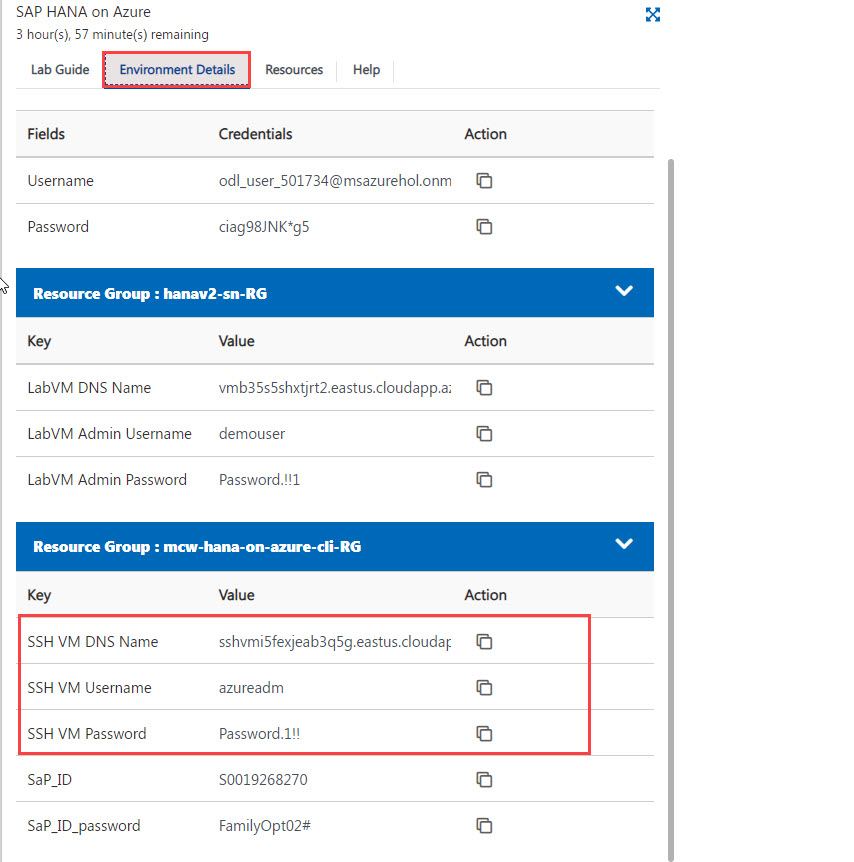 SAP HANA on Azure
3 hour(s), 57 minute(s) remaining
Lab Guide Environment Details Resources Help
Fields Credentials Action
Username odl_user_501734@msazurehol.onm
Password ciag98JNK*g5
Resource Group : hanav2-sn-RG
Key Value Action
LabVM DNS Name vmb35s5shxtjrt2.eastus.cloudapp.az
LabVM Admin Username demouser
LabVM Admin Password Password.!!1
Resource Group : mcw-hana-on-azure-cli-RG
Key Value Action
SSH VM DNS Name sshvmi5fexjeab3q5g.eastus.cloudap
SSH VM Username azureadm
SSH VM Password Password.1!!
SaP_ID S0019268270
SaP_ID_password FamilyOpt02#